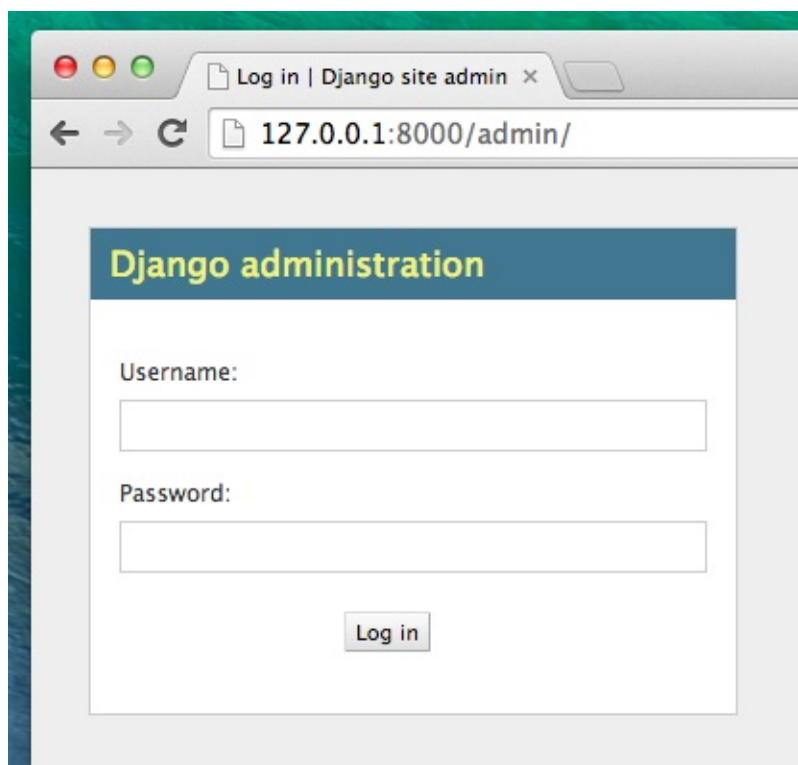 Log in | Django site admin
127.0.0.1:8000/admin/
Django administration
Username:
Password:
Log in